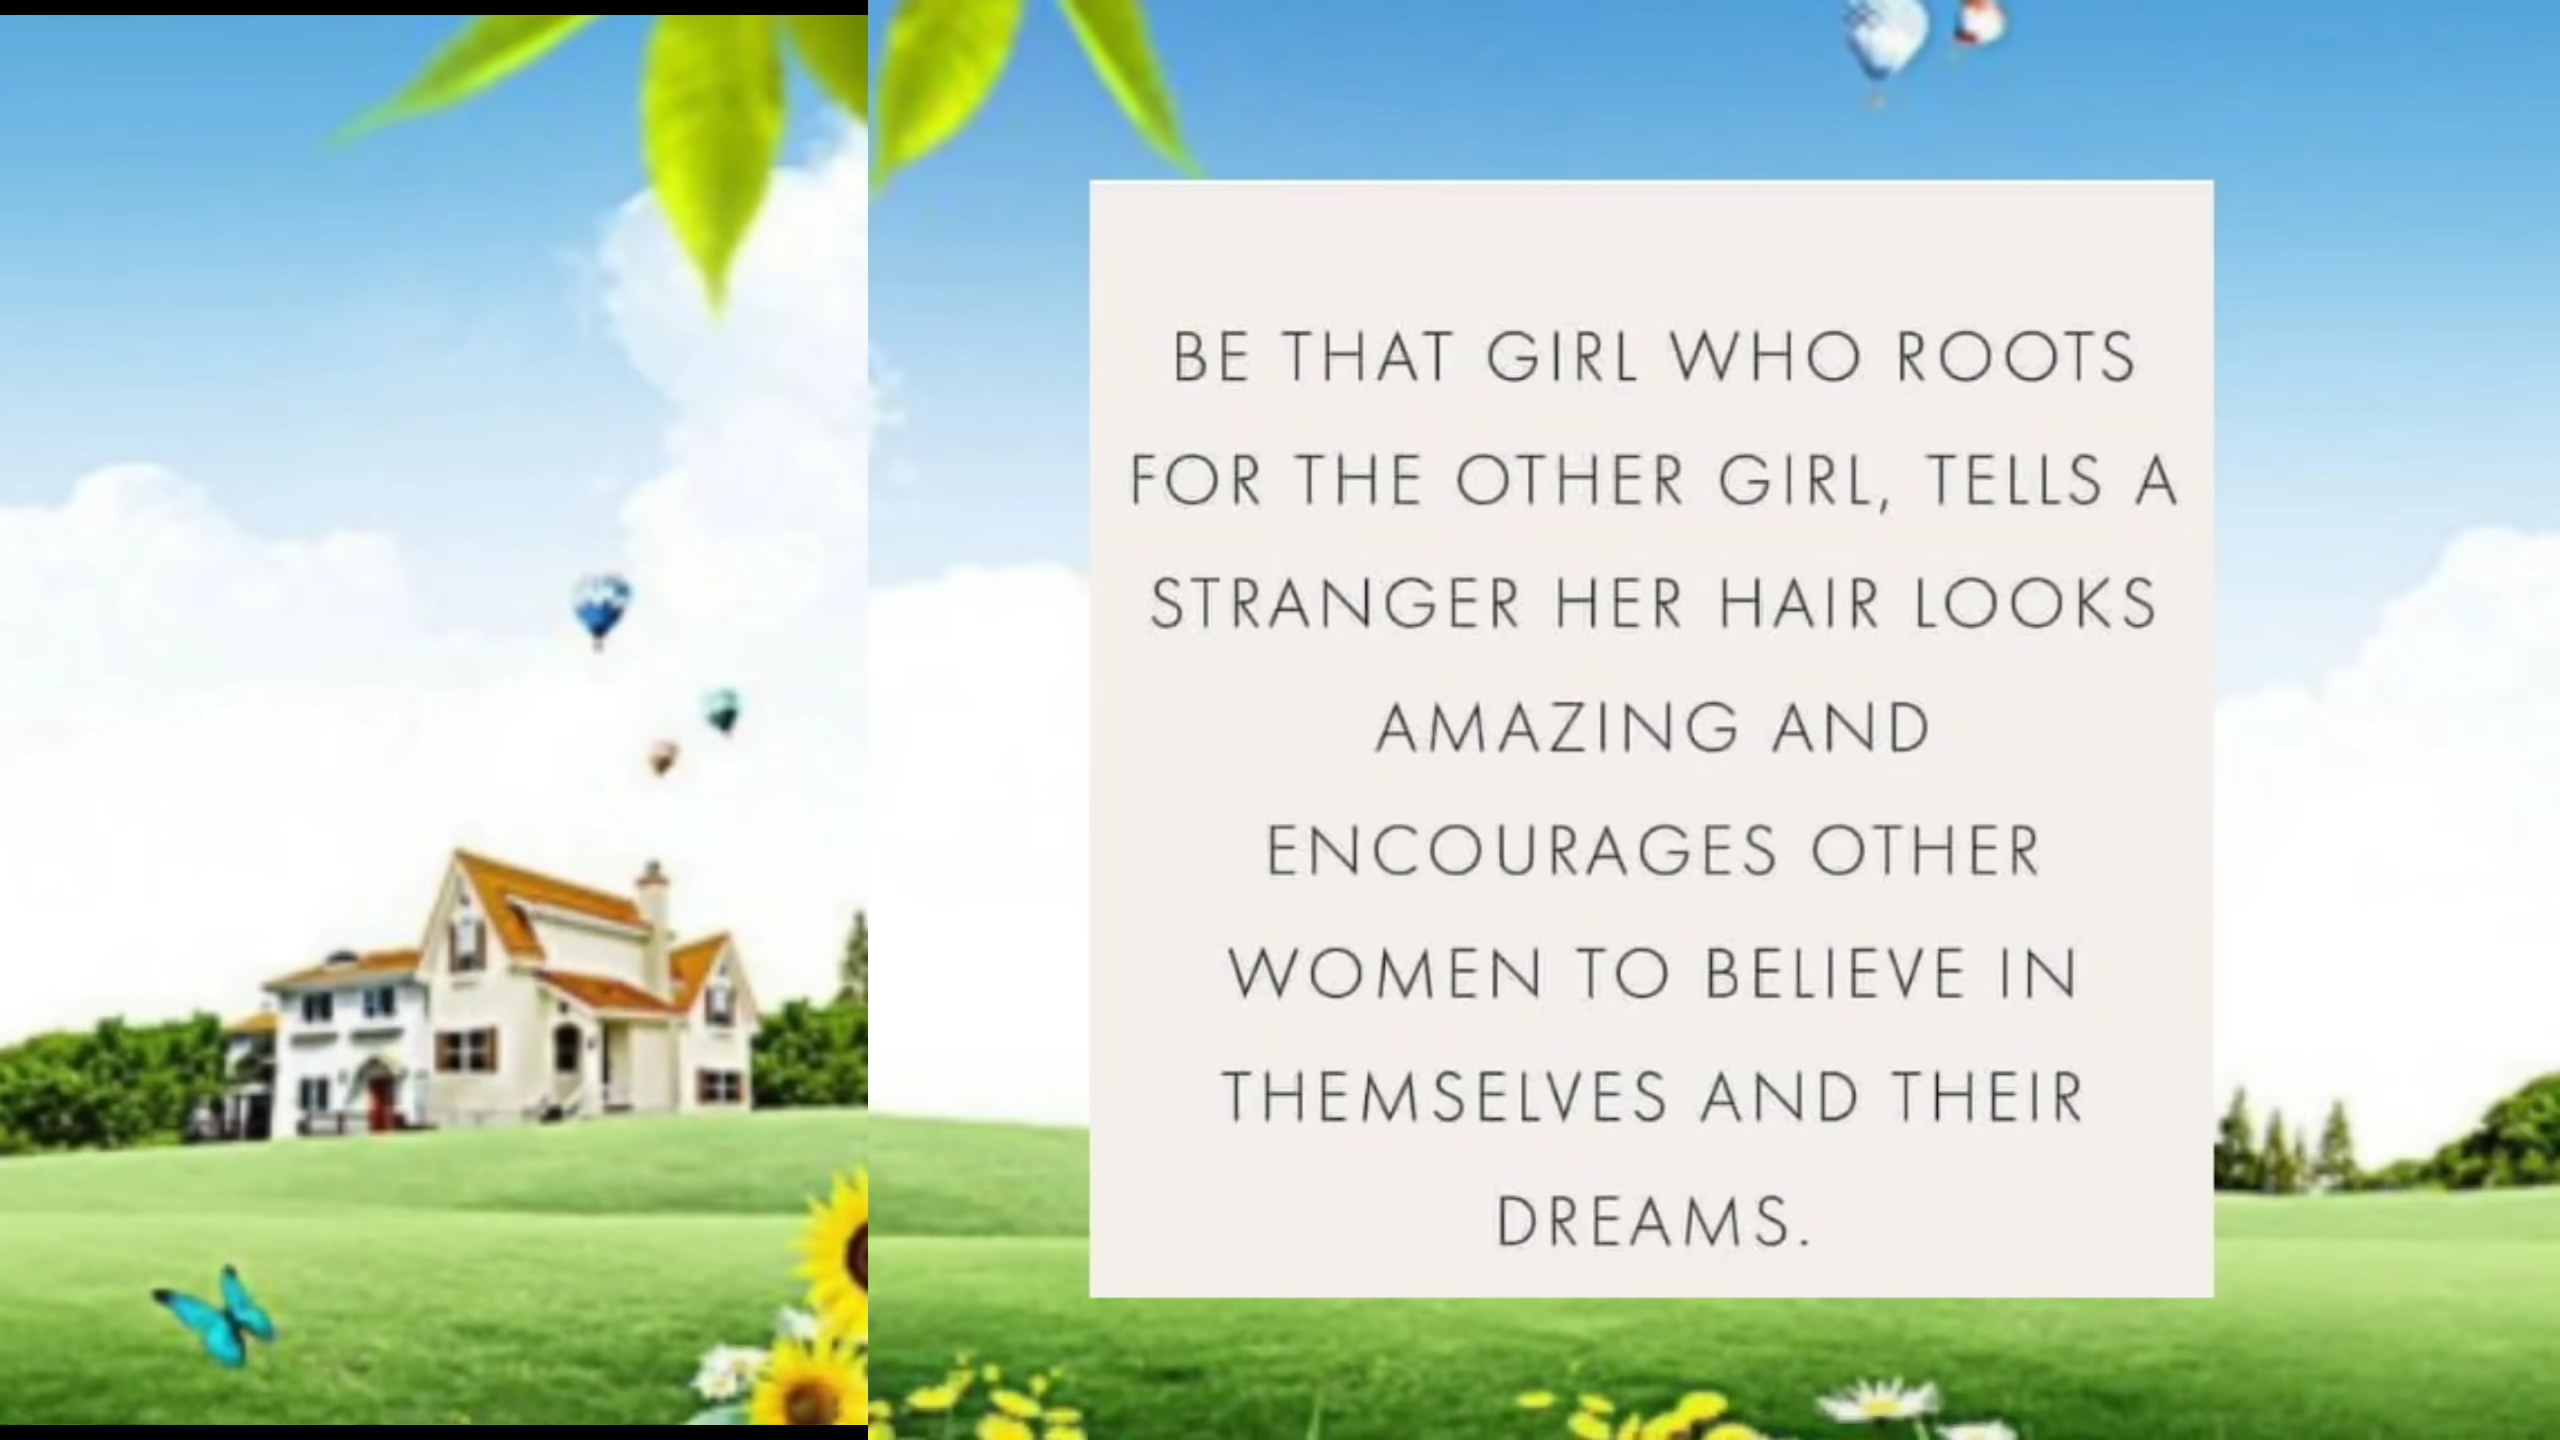 BE THAT GIRL WHO ROOTS
FOR THE OTHER GIRL, TELLS A
STRANGER HER HAIR LOOKS
AMAZING AND
ENCOURAGES OTHER
WOMEN TO BELIEVE IN
THEMSELVES AND THEIR
DREAMS.